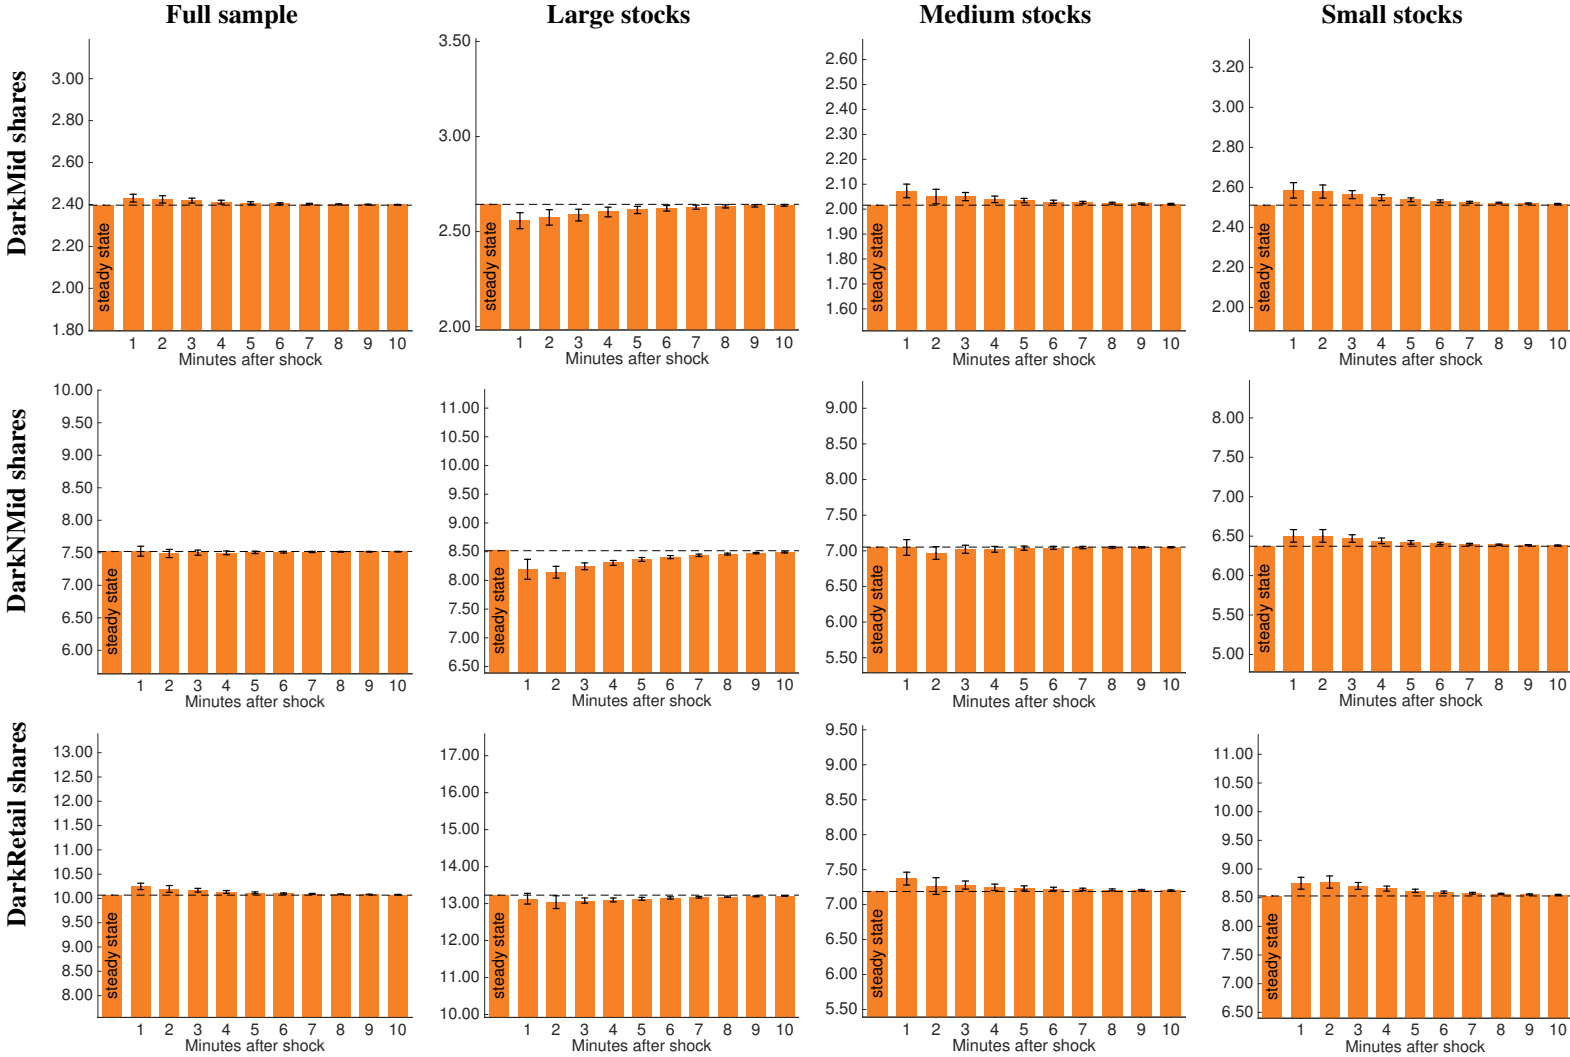 Full sample
Large stocks
Medium stocks
Small stocks
DarkMid shares
3.00
2.80
2.60
2.40
2.20
2.00
1.80
steady state
1 2 3 4 5 6 7 8 9 10
Minutes after shock
3.50
3.00
2.50
2.00
steady state
1 2 3 4 5 6 7 8 9 10
Minutes after shock
2.60
2.50
2.40
2.30
2.20
2.10
2.00
1.90
1.80
1.70
1.60
steady state
1 2 3 4 5 6 7 8 9 10
Minutes after shock
3.20
3.00
2.80
2.60
2.40
2.20
2.00
steady state
1 2 3 4 5 6 7 8 9 10
Minutes after shock
DarkNMid shares
10.00
9.50
9.00
8.50
8.00
7.50
7.00
6.50
6.00
steady state
1 2 3 4 5 6 7 8 9 10
Minutes after shock
11.00
10.50
10.00
9.50
9.00
8.50
8.00
7.50
7.00
6.50
steady state
1 2 3 4 5 6 7 8 9 10
Minutes after shock
9.00
8.50
8.00
7.50
7.00
6.50
6.00
5.50
steady state
1 2 3 4 5 6 7 8 9 10
Minutes after shock
8.00
7.50
7.00
6.50
6.00
5.50
5.00
steady state
1 2 3 4 5 6 7 8 9 10
Minutes after shock
DarkRetail shares
13.00
12.50
12.00
11.50
11.00
10.50
10.00
9.50
9.00
8.50
8.00
steady state
1 2 3 4 5 6 7 8 9 10
Minutes after shock
17.00
16.00
15.00
14.00
13.00
12.00
11.00
10.00
steady state
1 2 3 4 5 6 7 8 9 10
Minutes after shock
9.50
9.00
8.50
8.00
7.50
7.00
6.50
6.00
5.50
steady state
1 2 3 4 5 6 7 8 9 10
Minutes after shock
11.00
10.50
10.00
9.50
9.00
8.50
8.00
7.50
7.00
6.50
steady state
1 2 3 4 5 6 7 8 9 10
Minutes after shock